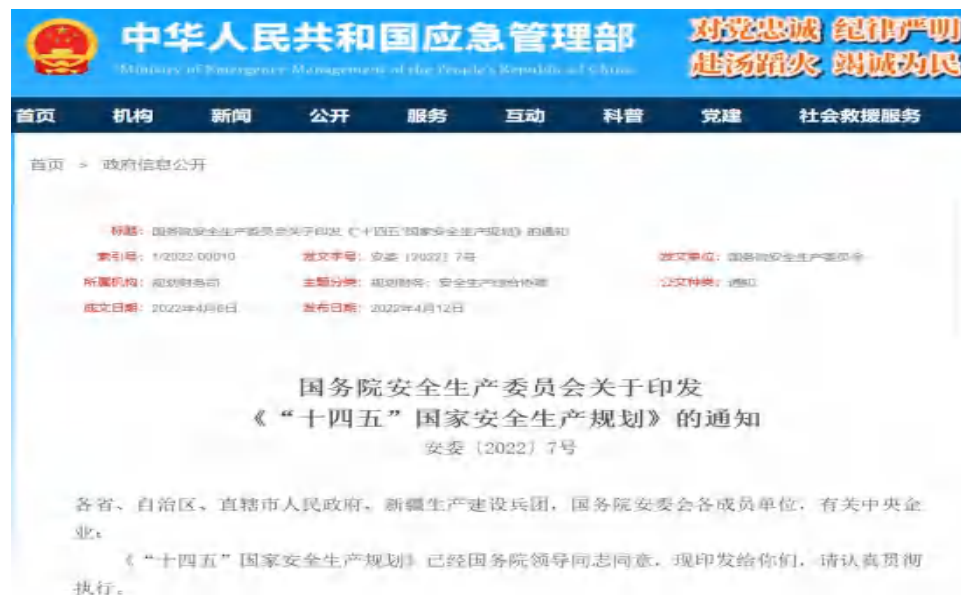 中华人民共和国应急管理部
Ministry of Emergency Management of the People's Republic of China
对党忠诚 纪律严明
赴汤蹈火 竭诚为民
首页 机构 新闻 公开 服务 互动 科普 党建 社会救援服务
首页 > 政府信息公开
标题：国务院安全生产委员会关于印发《“十四五”国家安全生产规划》的通知
索引号：1/2022-00010 发文字号：安委〔2022〕7号 发文单位：国务院安全生产委员会
所属机构：规划财务司 主题分类：规划财务；安全生产综合协调 公文种类：通知
成文日期：2022年4月6日 发布日期：2022年4月12日
国务院安全生产委员会关于印发
《“十四五”国家安全生产规划》的通知
安委〔2022〕7号
各省、自治区、直辖市人民政府，新疆生产建设兵团，国务院安委会各成员单位，有关中央企
业：
《“十四五”国家安全生产规划》已经国务院领导同志同意，现印发给你们，请认真贯彻
执行。